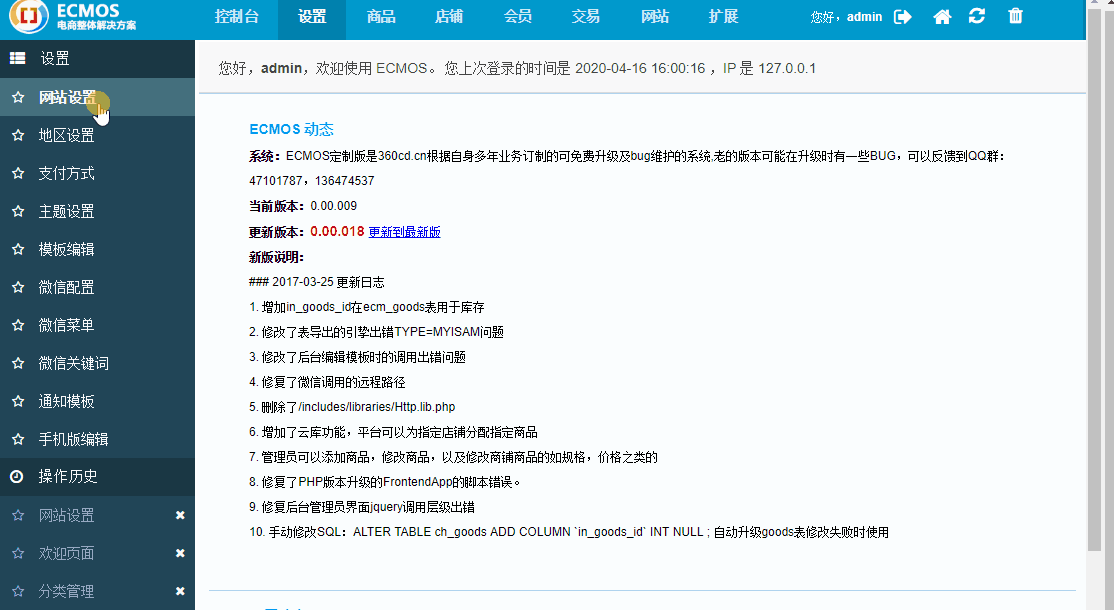 ECMOS
电商整体解决方案
控制台 设置 商品 店铺 会员 交易 网站 扩展
您好，admin
设置
网站设置
地区设置
支付方式
主题设置
模板编辑
微信配置
微信菜单
微信关键词
通知模板
手机版编辑
操作历史
网站设置
欢迎页面
分类管理
您好，admin，欢迎使用 ECMOS。 您上次登录的时间是 2020-04-16 16:00:16 ，IP 是 127.0.0.1
ECMOS 动态
系统：ECMOS定制版是360cd.cn根据自身多年业务订制的可免费升级及bug维护的系统,老的版本可能在升级时有一些BUG，可以反馈到QQ群：
47101787，136474537
当前版本：0.00.009
更新版本：0.00.018 更新到最新版
新版说明：
### 2017-03-25 更新日志
1. 增加in_goods_id在ecm_goods表用于库存
2. 修改了表导出的引挚出错TYPE=MYISAM问题
3. 修改了后台编辑模板时的调用出错问题
4. 修复了微信调用的远程路径
5. 删除了/includes/libraries/Http.lib.php
6. 增加了云库功能，平台可以为指定店铺分配指定商品
7. 管理员可以添加商品，修改商品，以及修改商铺商品的如规格，价格之类的
8. 修复了PHP版本升级的FrontendApp的脚本错误。
9. 修复后台管理员界面jquery调用层级出错
10. 手动修改SQL：ALTER TABLE ch_goods ADD COLUMN `in_goods_id` INT NULL ; 自动升级goods表修改失败时使用